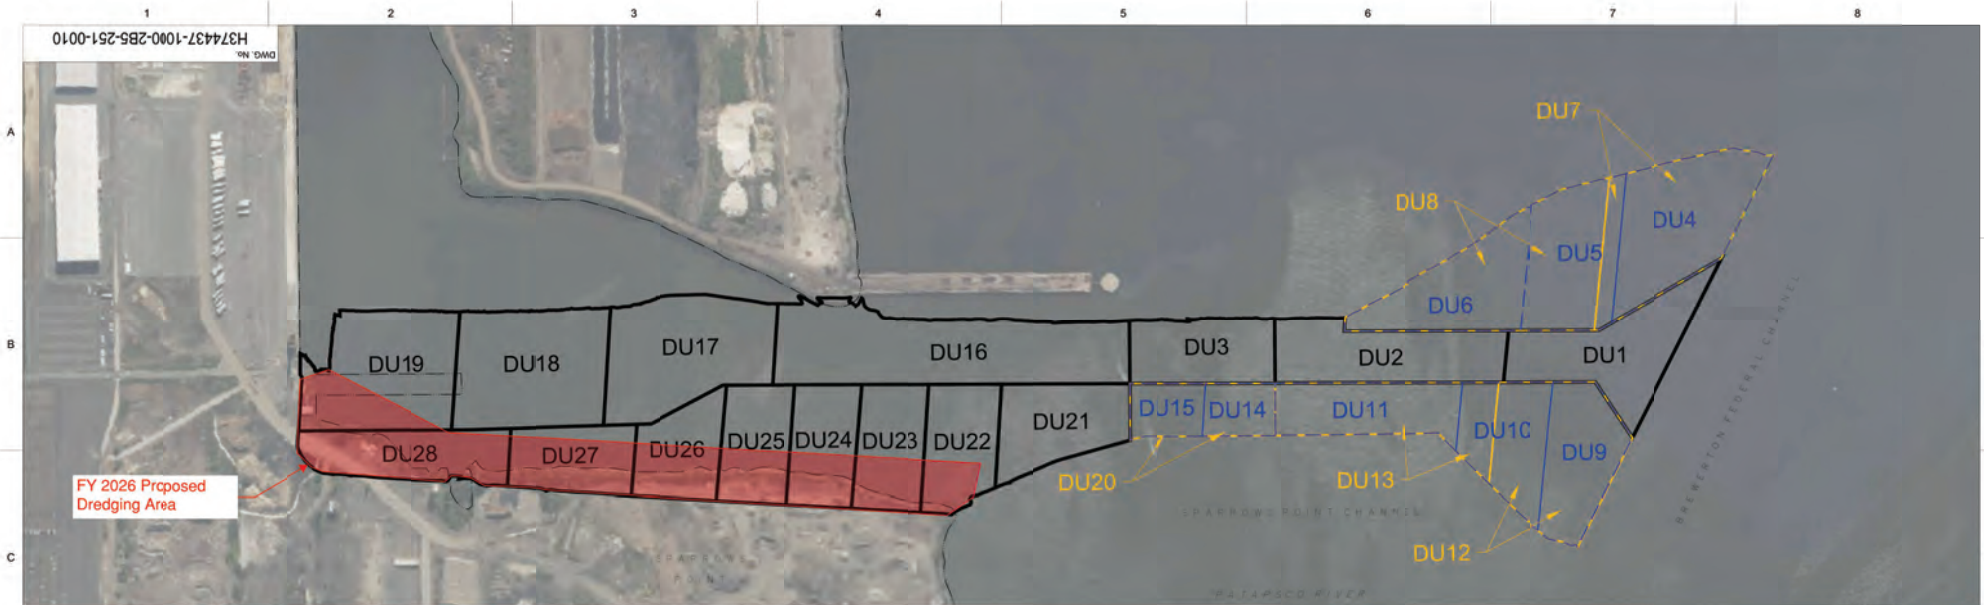 1 2 3 4 5 6 7 8
H374437-1000-2B5-251-0010
DWG. No.
A
DU7
DU8
DU4
DU5
DU6
B
DU19
DU18
DU17
DU16
DU3
DU2
DU1
DU15
DU14
DU11
DU10
DU9
DU28
DU27
DU26
DU25
DU24
DU23
DU22
DU21
DU20
DU13
DU12
FY 2026 Proposed
Dredging Area
BREWERTON FEDERAL CHANNEL
SPARROWS POINT CHANNEL
C
SPARROWS
POINT
PATAPSCO RIVER